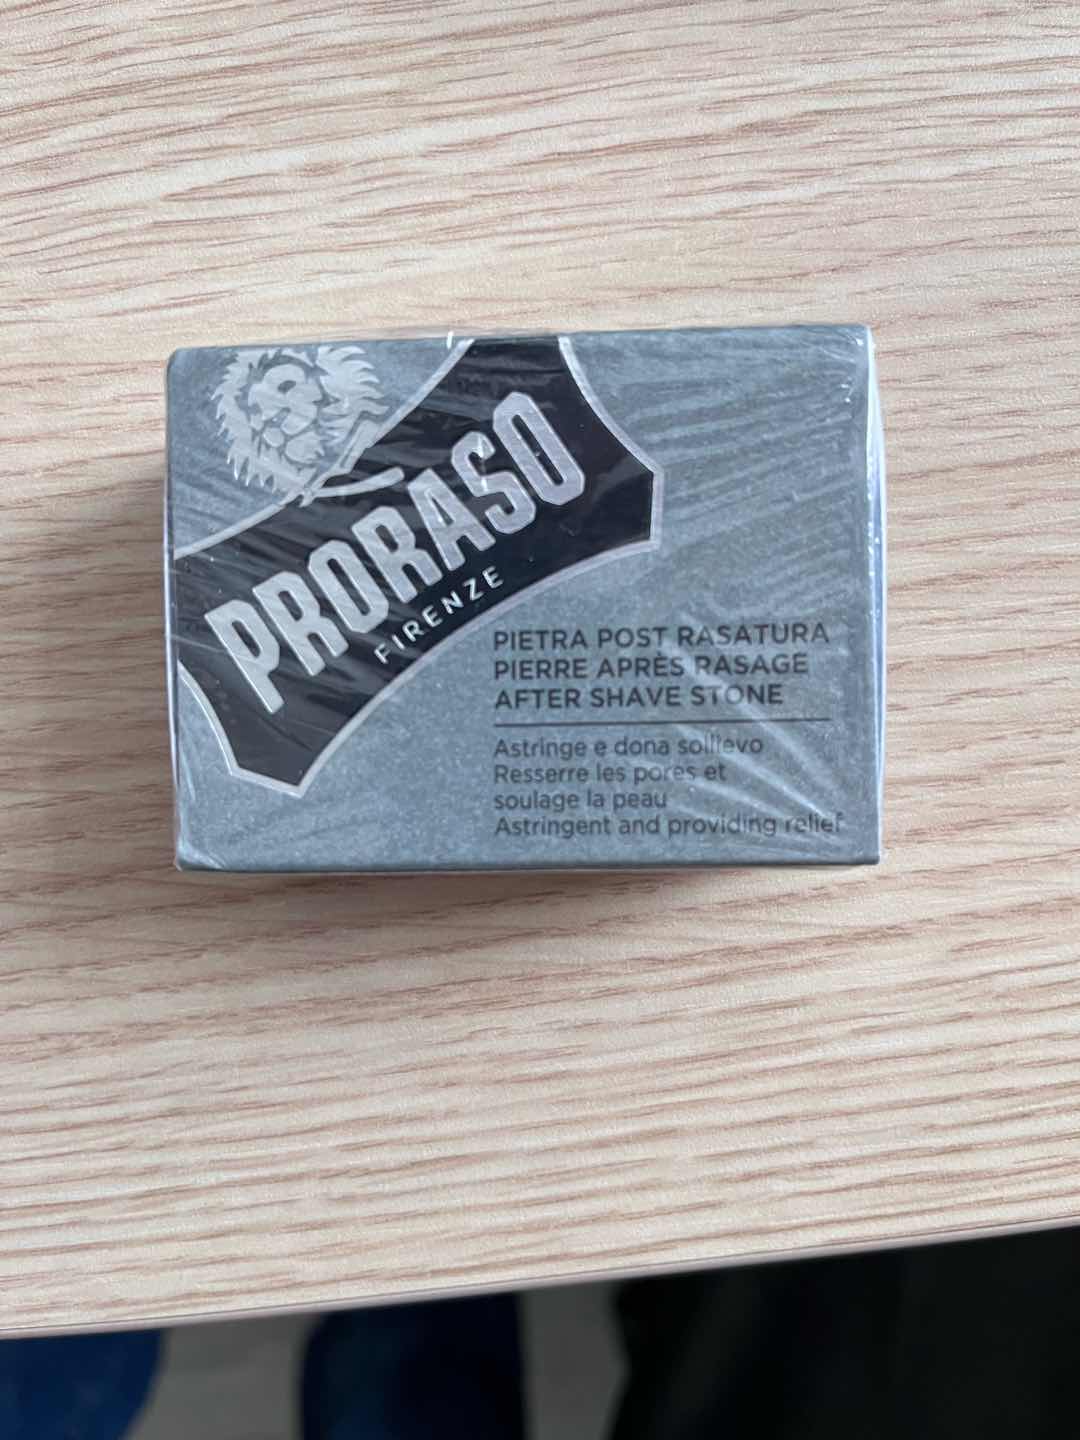 PRORASO
FIRENZE
PIETRA POST RASATURA
PIERRE APRÈS RASAGE
AFTER SHAVE STONE
Astringe e dona sollievo
Resserre les pores et
soulage la peau
Astringent and providing relief